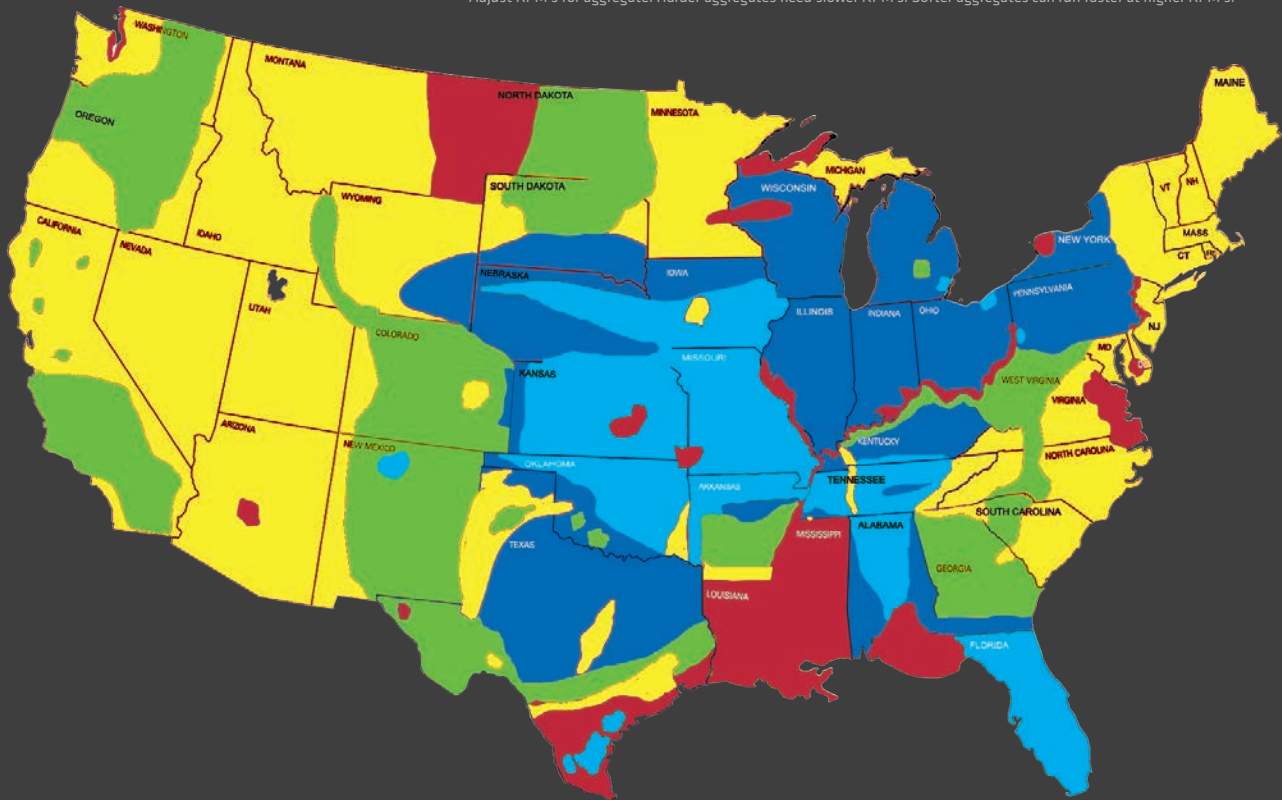 Adjust RPM's for aggregate. Harder aggregates need slower RPM's. Softer aggregates can run faster at higher RPM's.
WASHINGTON
MONTANA
NORTH DAKOTA
MINNESOTA
MAINE
OREGON
MICHIGAN
VT
NH
SOUTH DAKOTA
WISCONSIN
WYOMING
IDAHO
CALIFORNIA
NEVADA
MASS
CT
NEW YORK
NEBRASKA
IOWA
PENNSYLVANIA
UTAH
ILLINOIS
INDIANA
OHIO
NJ
COLORADO
MD
MISSOURI
KANSAS
WEST VIRGINIA
VIRGINIA
ARIZONA
NEW MEXICO
KENTUCKY
NORTH CAROLINA
OKLAHOMA
TENNESSEE
ARKANSAS
SOUTH CAROLINA
MISSISSIPPI
ALABAMA
TEXAS
GEORGIA
LOUISIANA
FLORIDA